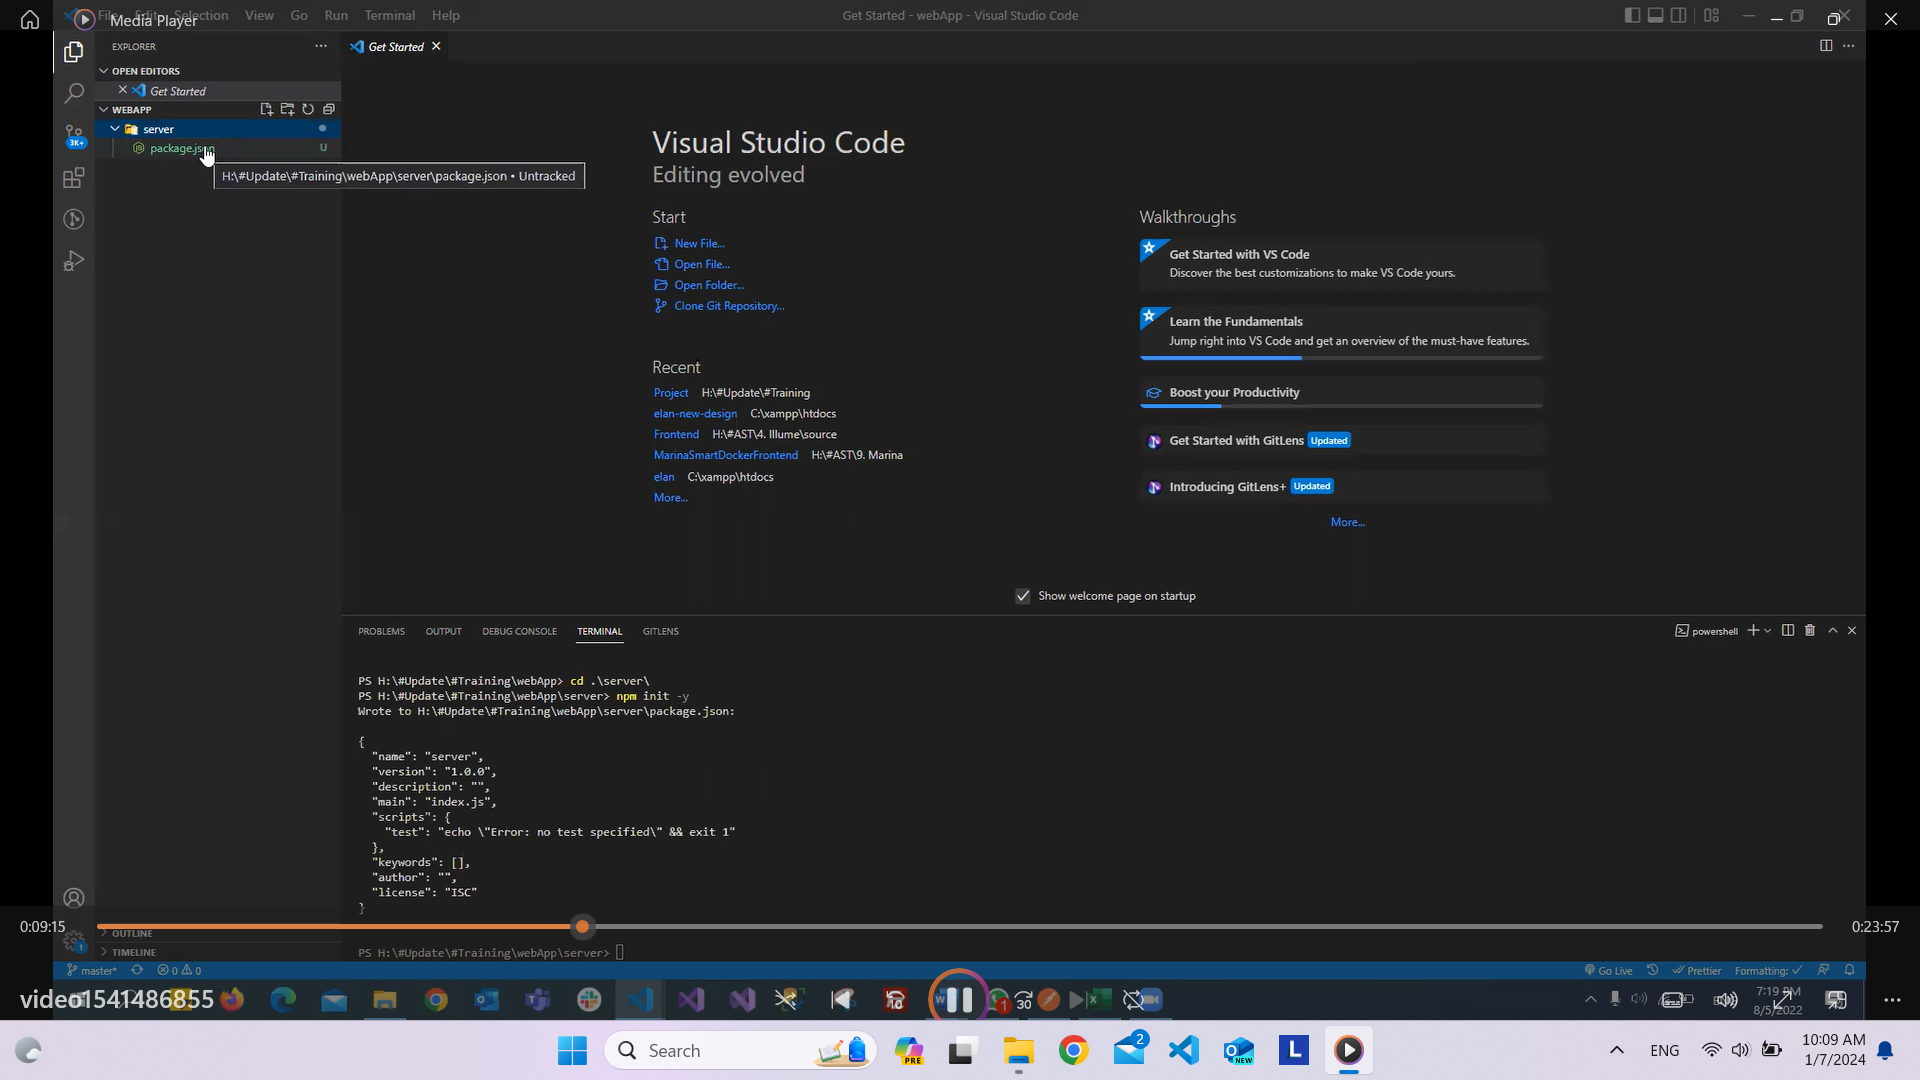 Media Player
File Edit Selection View Go Run Terminal Help
Get Started - webApp - Visual Studio Code
EXPLORER
Get Started
OPEN EDITORS
Get Started
WEBAPP
server
package.json
U
H:\#Update\#Training\webApp\server\package.json • Untracked
3K+
Visual Studio Code
Editing evolved
Start
New File...
Open File...
Open Folder...
Clone Git Repository...
Recent
Project H:\#Update\#Training
elan-new-design C:\xampp\htdocs
Frontend H:\#AST\4. Illume\source
MarinaSmartDockerFrontend H:\#AST\9. Marina
elan C:\xampp\htdocs
More...
Walkthroughs
Get Started with VS Code
Discover the best customizations to make VS Code yours.
Learn the Fundamentals
Jump right into VS Code and get an overview of the must-have features.
Boost your Productivity
Get Started with GitLens Updated
Introducing GitLens+ Updated
More...
Show welcome page on startup
PROBLEMS OUTPUT DEBUG CONSOLE TERMINAL GITLENS
powershell
PS H:\#Update\#Training\webApp> cd .\server\
PS H:\#Update\#Training\webApp\server> npm init -y
Wrote to H:\#Update\#Training\webApp\server\package.json:
{
"name": "server",
"version": "1.0.0",
"description": "",
"main": "index.js",
"scripts": {
"test": "echo \"Error: no test specified\" && exit 1"
},
"keywords": [],
"author": "",
"license": "ISC"
}
0:09:15
0:23:57
OUTLINE
TIMELINE
PS H:\#Update\#Training\webApp\server>
1
master* 0 0
Go Live Prettier Formatting:
video1541486855
10
1
30
7:19 PM
8/5/2022
Search
PRE
2
NEW
L
ENG
10:09 AM
1/7/2024